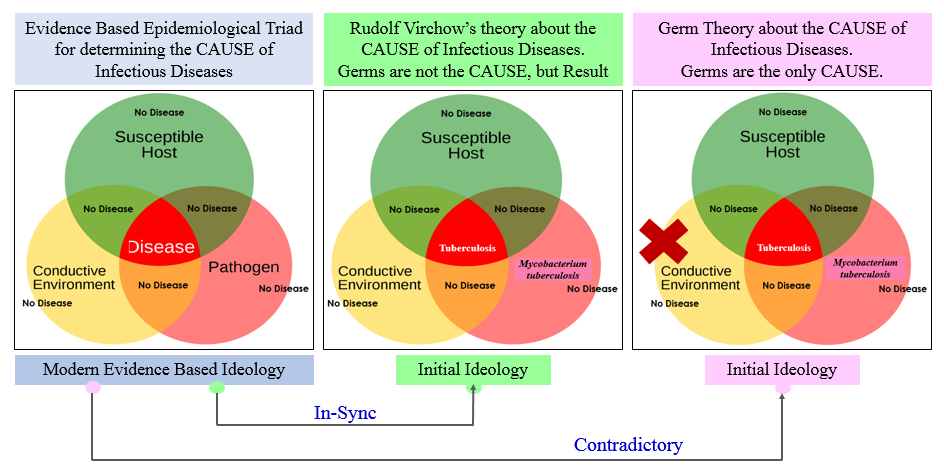 Evidence Based Epidemiological Triad
for determining the CAUSE of
Infectious Diseases
Rudolf Virchow's theory about the
CAUSE of Infectious Diseases.
Germs are not the CAUSE, but Result
Germ Theory about the CAUSE of
Infectious Diseases.
Germs are the only CAUSE.
No Disease
Susceptible
Host
No Disease
No Disease
Disease
Conductive
Environment
Pathogen
No Disease
No Disease
No Disease
No Disease
Susceptible
Host
No Disease
No Disease
Tuberculosis
Conductive
Environment
Mycobacterium
tuberculosis
No Disease
No Disease
No Disease
No Disease
Susceptible
Host
No Disease
No Disease
Tuberculosis
Conductive
Environment
Mycobacterium
tuberculosis
No Disease
No Disease
No Disease
Modern Evidence Based Ideology
Initial Ideology
Initial Ideology
In-Sync
Contradictory